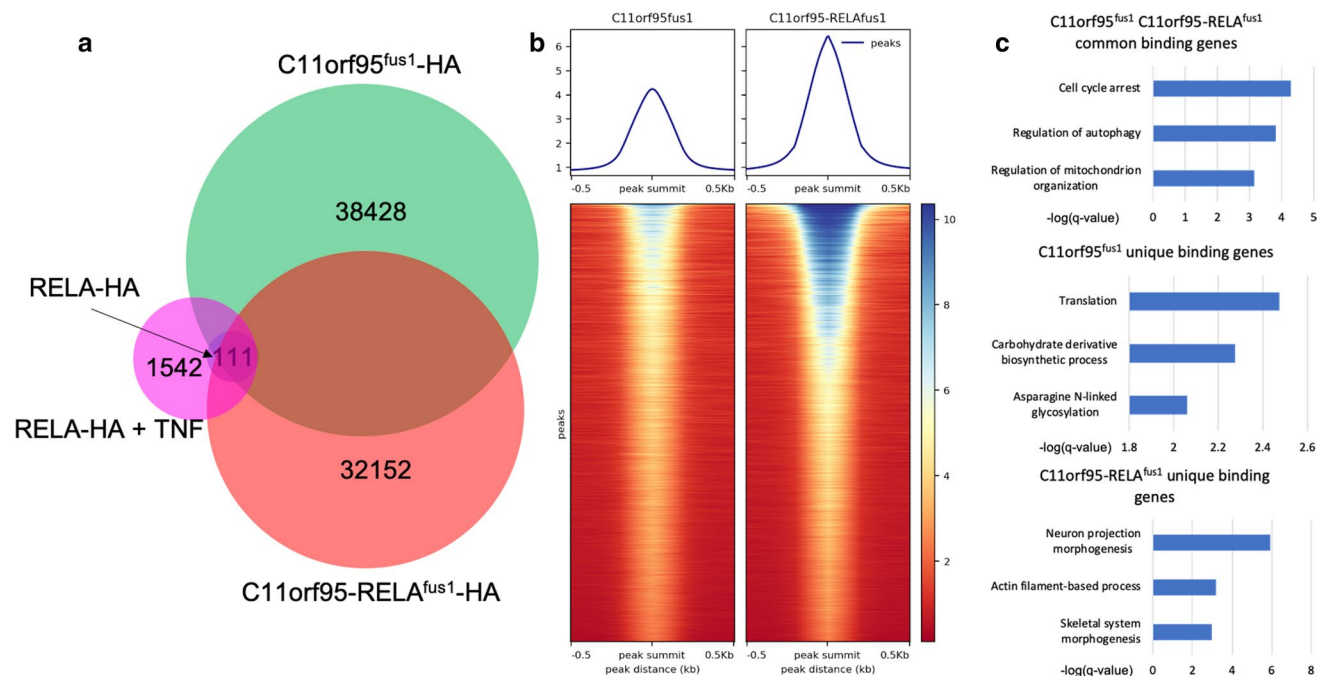 a
C11orf95fus1-HA
38428
RELA-HA
1542
111
RELA-HA + TNF
32152
C11orf95-RELAfus1-HA
b
C11orf95fus1
C11orf95-RELAfus1
peaks
6
5
4
3
2
1
-0.5 peak summit 0.5Kb
-0.5 peak summit 0.5Kb
peaks
10
8
6
4
2
-0.5 peak summit 0.5Kb
peak distance (kb)
-0.5 peak summit 0.5Kb
peak distance (kb)
c
C11orf95fus1 C11orf95-RELAfus1
common binding genes
Cell cycle arrest
Regulation of autophagy
Regulation of mitochondrion
organization
-log(q-value) 0 1 2 3 4 5
C11orf95fus1 unique binding genes
Translation
Carbohydrate derivative
biosynthetic process
Asparagine N-linked
glycosylation
-log(q-value) 1.8 2 2.2 2.4 2.6
C11orf95-RELAfus1 unique binding
genes
Neuron projection
morphogenesis
Actin filament-based process
Skeletal system
morphogenesis
-log(q-value) 0 2 4 6 8